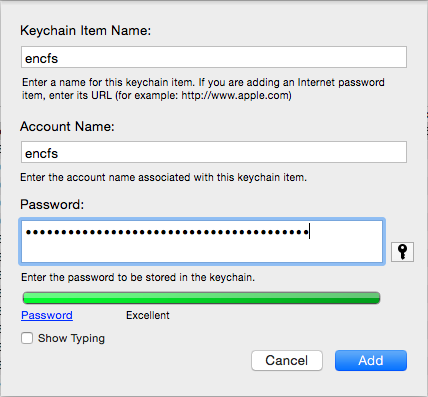 Keychain Item Name:
encfs
Enter a name for this keychain item. If you are adding an Internet password
item, enter its URL (for example: http://www.apple.com)
Account Name:
encfs
Enter the account name associated with this keychain item.
Password:
••••••••••••••••••••••••••••••••••••••••
Enter the password to be stored in the keychain.
Password Excellent
Show Typing
Cancel Add